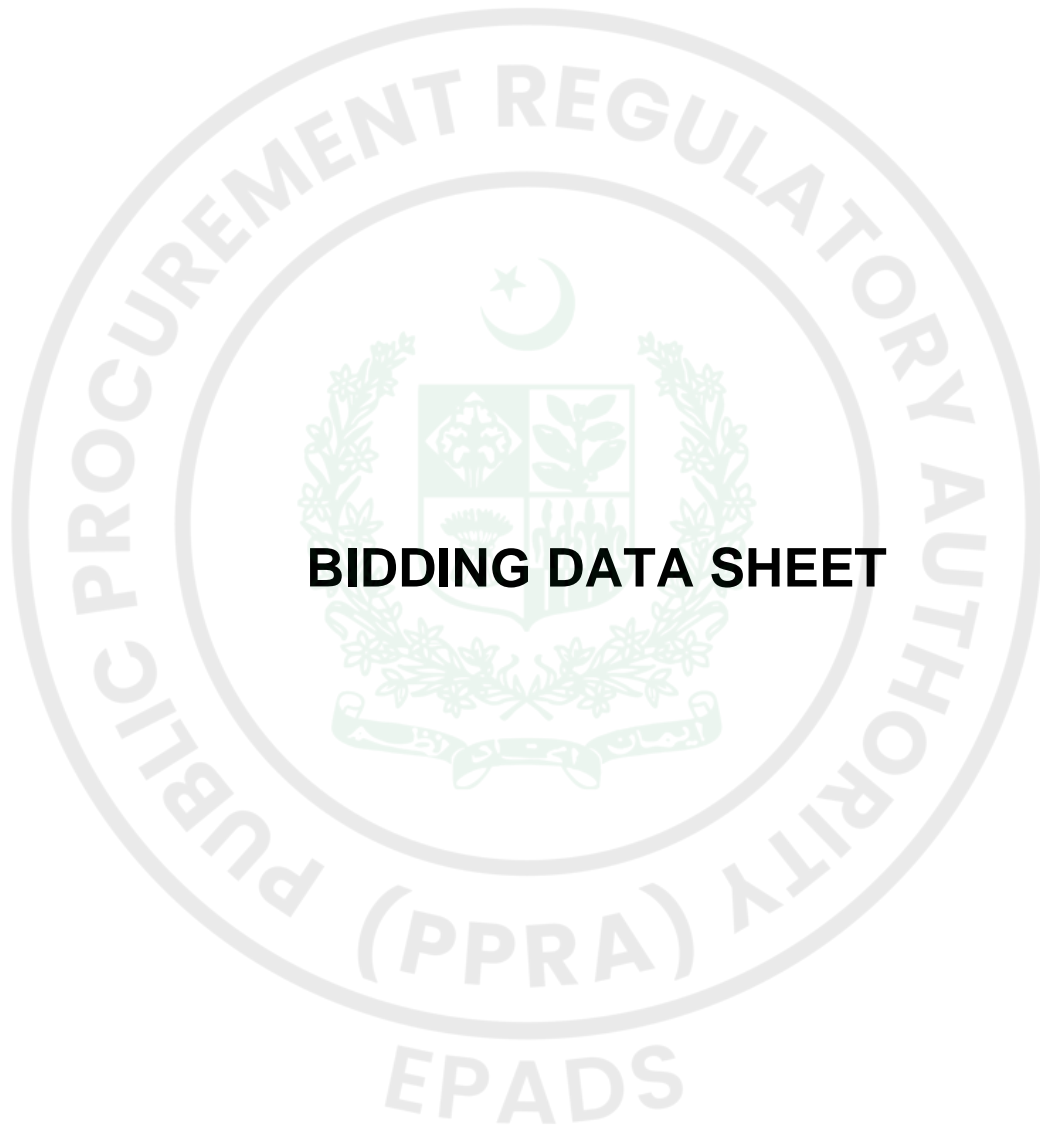 PUBLIC PROCUREMENT REGULATORY AUTHORITY
(PPRA)
BIDDING DATA SHEET
EPADS